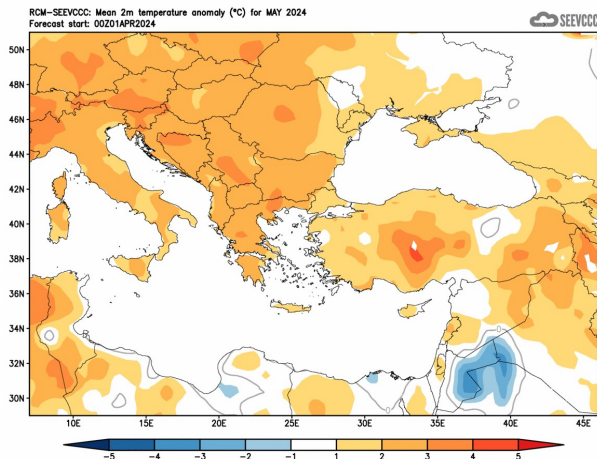 RCM-SEEVCCC: Mean 2m temperature anomaly (°C) for MAY 2024
Forecast start: 00Z01APR2024
SEEVCCC
50N
48N
46N
44N
42N
40N
38N
36N
34N
32N
30N
10E 15E 20E 25E 30E 35E 40E 45E
-5 -4 -3 -2 -1 1 2 3 4 5